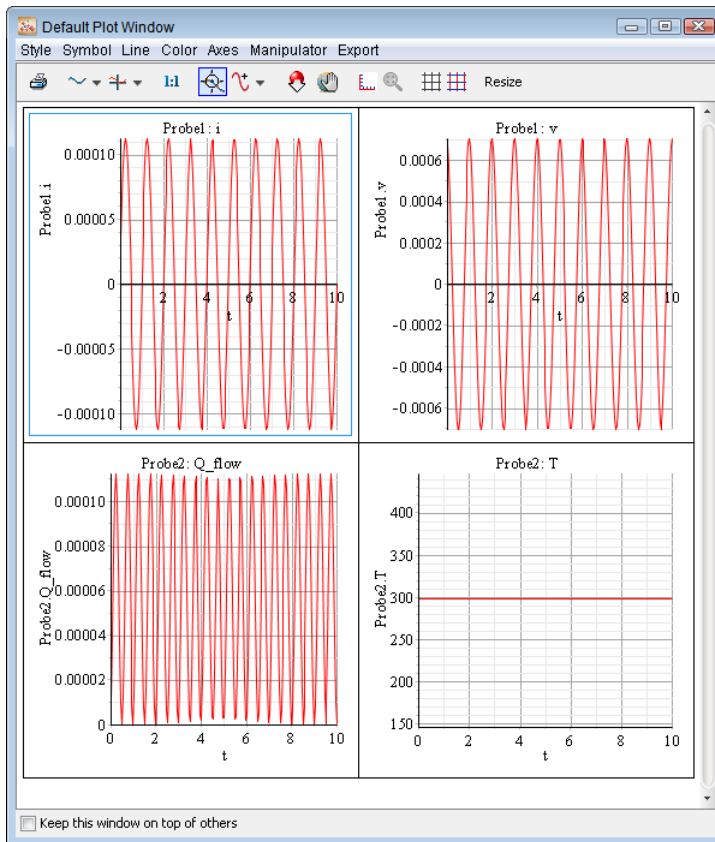 Default Plot Window
Style Symbol Line Color Axes Manipulator Export
1:1 Resize
Probe1: i
0.00010
0.00005
0
-0.00005
-0.00010
Probe1.i
2 4 6 8 10
t
Probe1: v
0.0006
0.0004
0.0002
0
-0.0002
-0.0004
-0.0006
Probe1.v
2 4 6 8 10
t
Probe2: Q_flow
0.00010
0.00008
0.00006
0.00004
0.00002
0
Probe2.Q_flow
0 2 4 6 8 10
t
Probe2: T
400
350
300
250
200
150
Probe2.T
0 2 4 6 8 10
t
Keep this window on top of others